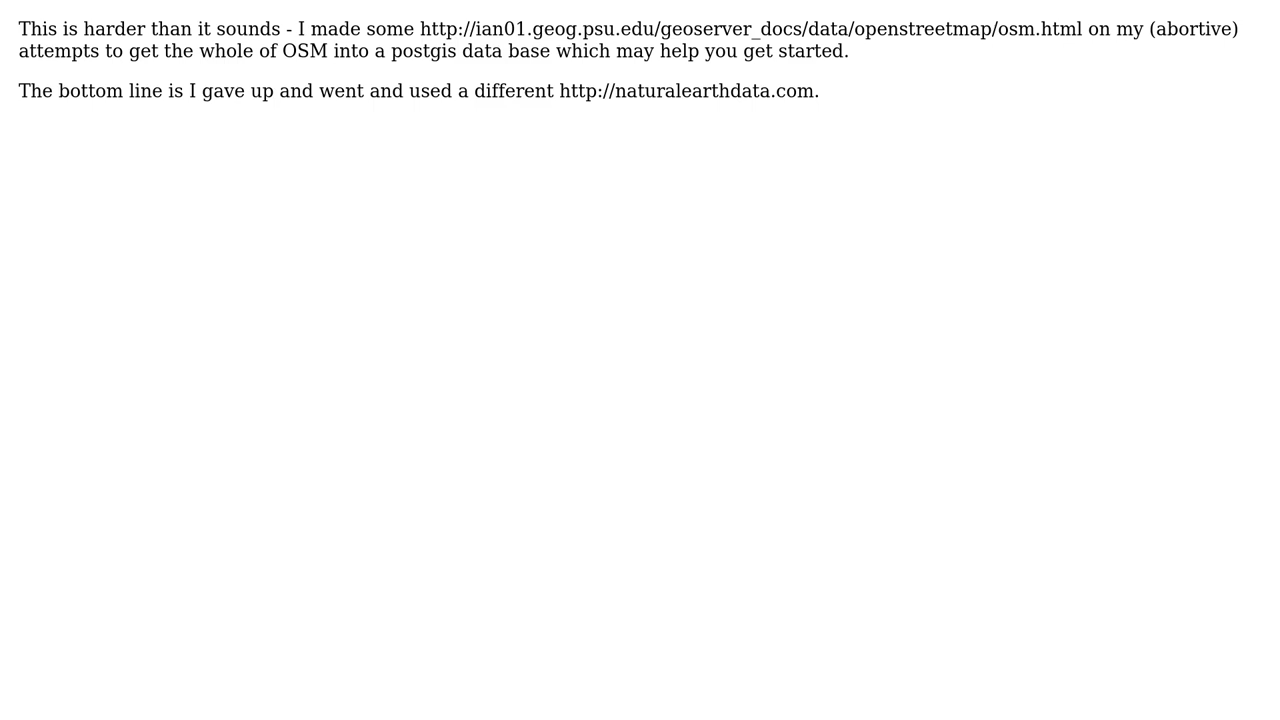 This is harder than it sounds - I made some http://ian01.geog.psu.edu/geoserver_docs/data/openstreetmap/osm.html on my (abortive)
attempts to get the whole of OSM into a postgis data base which may help you get started.
The bottom line is I gave up and went and used a different http://naturalearthdata.com.